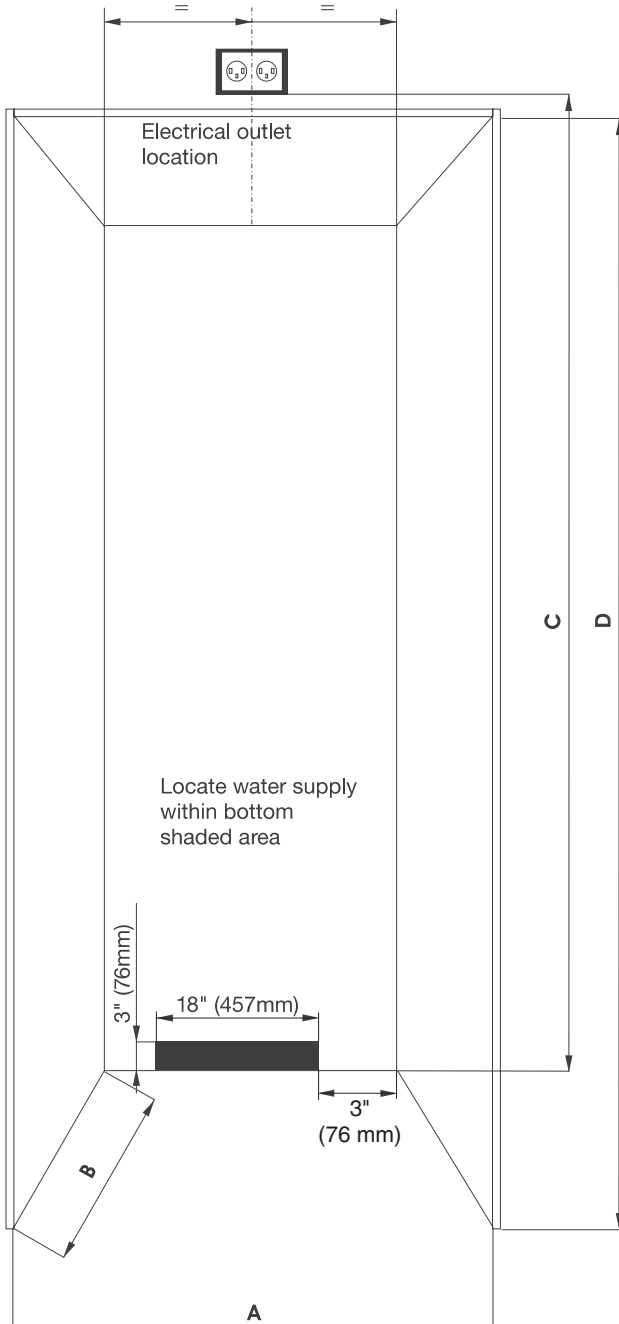 =
=
Electrical outlet
location
C
D
Locate water supply
within bottom
shaded area
3" (76mm)
18" (457mm)
3"
(76 mm)
B
A